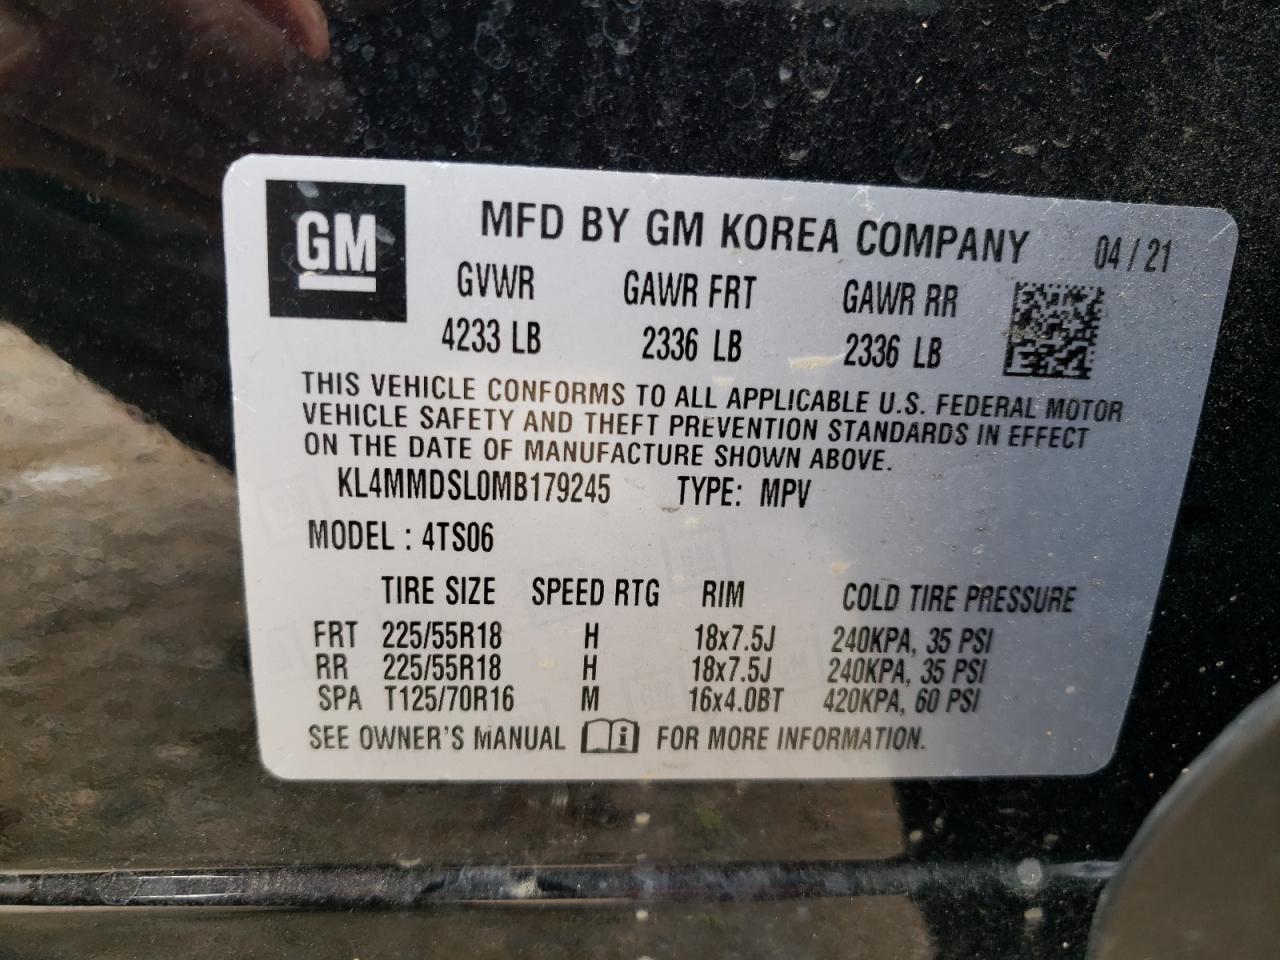 GM
MFD BY GM KOREA COMPANY 04 / 21
GVWR GAWR FRT GAWR RR
4233 LB 2336 LB 2336 LB
THIS VEHICLE CONFORMS TO ALL APPLICABLE U.S. FEDERAL MOTOR
VEHICLE SAFETY AND THEFT PREVENTION STANDARDS IN EFFECT
ON THE DATE OF MANUFACTURE SHOWN ABOVE.
KL4MMDSL0MB179245 TYPE: MPV
MODEL : 4TS06
TIRE SIZE SPEED RTG RIM COLD TIRE PRESSURE
FRT 225/55R18 H 18x7.5J 240KPA, 35 PSI
RR 225/55R18 H 18x7.5J 240KPA, 35 PSI
SPA T125/70R16 M 16x4.0BT 420KPA, 60 PSI
SEE OWNER'S MANUAL i FOR MORE INFORMATION.